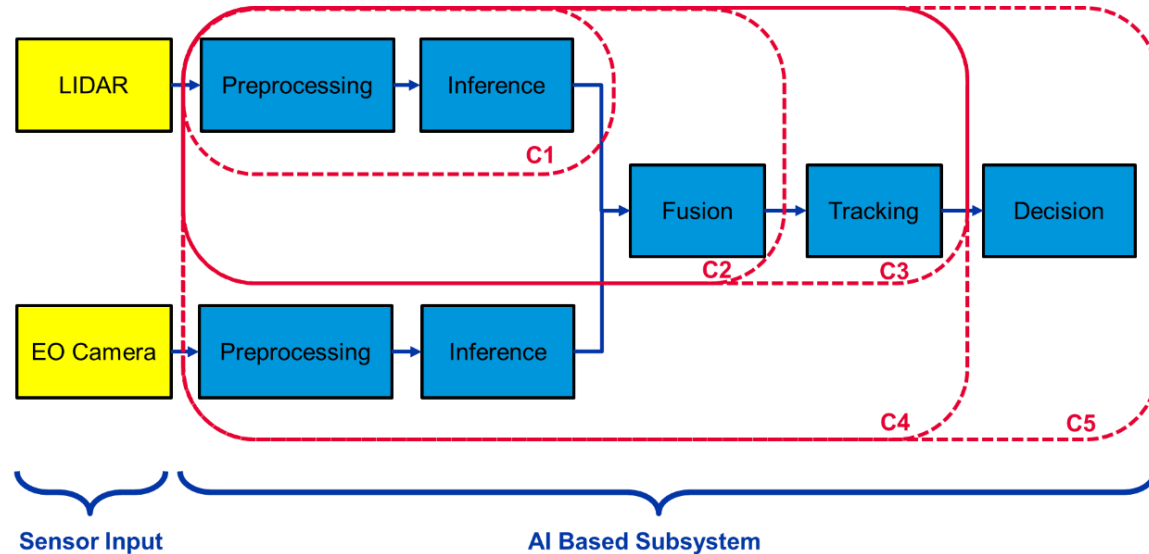 LIDAR
Preprocessing
Inference
C1
Fusion
Tracking
Decision
C2
C3
EO Camera
Preprocessing
Inference
C4
C5
Sensor Input
AI Based Subsystem